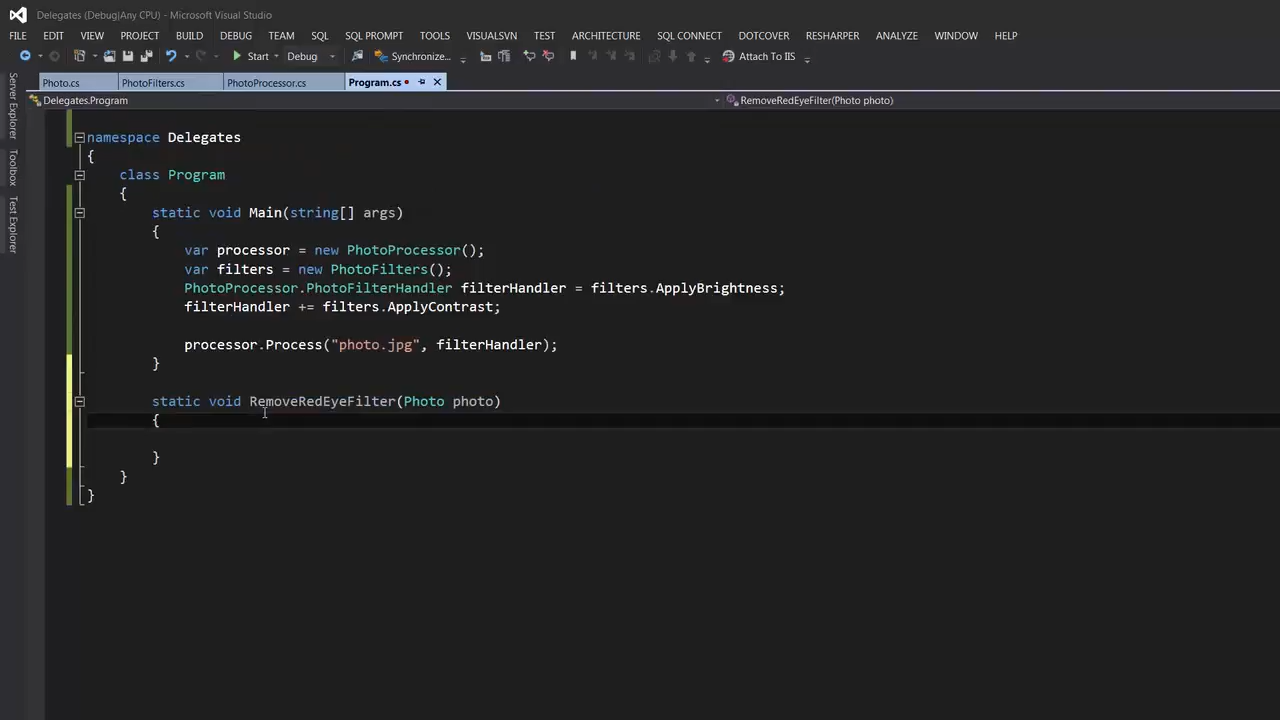 Delegates (Debug|Any CPU) - Microsoft Visual Studio
FILE EDIT VIEW PROJECT BUILD DEBUG TEAM SQL SQL PROMPT TOOLS VISUALSVN TEST ARCHITECTURE SQL CONNECT DOTCOVER RESHARPER ANALYZE WINDOW HELP
Start Debug Synchronize... Attach To IIS
Photo.cs PhotoFilters.cs PhotoProcessor.cs Program.cs
Delegates.Program RemoveRedEyeFilter(Photo photo)
Server Explorer
Toolbox
Test Explorer
namespace Delegates
{
class Program
{
static void Main(string[] args)
{
var processor = new PhotoProcessor();
var filters = new PhotoFilters();
PhotoProcessor.PhotoFilterHandler filterHandler = filters.ApplyBrightness;
filterHandler += filters.ApplyContrast;
processor.Process("photo.jpg", filterHandler);
}
static void RemoveRedEyeFilter(Photo photo)
{
}
}
}